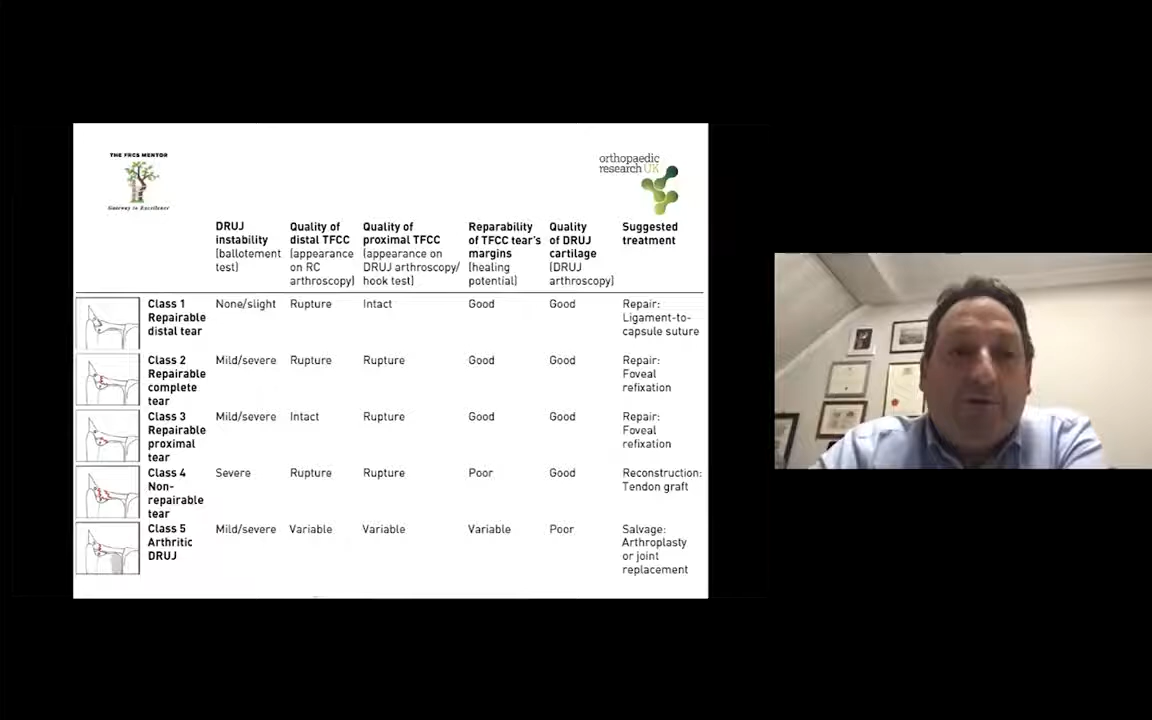 THE FRCS MENTOR
Gateway to Excellence
orthopaedic
research UK
DRUJ instability (ballotement test)
Quality of distal TFCC (appearance on RC arthroscopy)
Quality of proximal TFCC (appearance on DRUJ arthroscopy/ hook test)
Reparability of TFCC tear's margins (healing potential)
Quality of DRUJ cartilage (DRUJ arthroscopy)
Suggested treatment
Class 1 Repairable distal tear
None/slight
Rupture
Intact
Good
Good
Repair: Ligament-to-capsule suture
Class 2 Repairable complete tear
Mild/severe
Rupture
Rupture
Good
Good
Repair: Foveal refixation
Class 3 Repairable proximal tear
Mild/severe
Intact
Rupture
Good
Good
Repair: Foveal refixation
Class 4 Non-repairable tear
Severe
Rupture
Rupture
Poor
Good
Reconstruction: Tendon graft
Class 5 Arthritic DRUJ
Mild/severe
Variable
Variable
Variable
Poor
Salvage: Arthroplasty or joint replacement